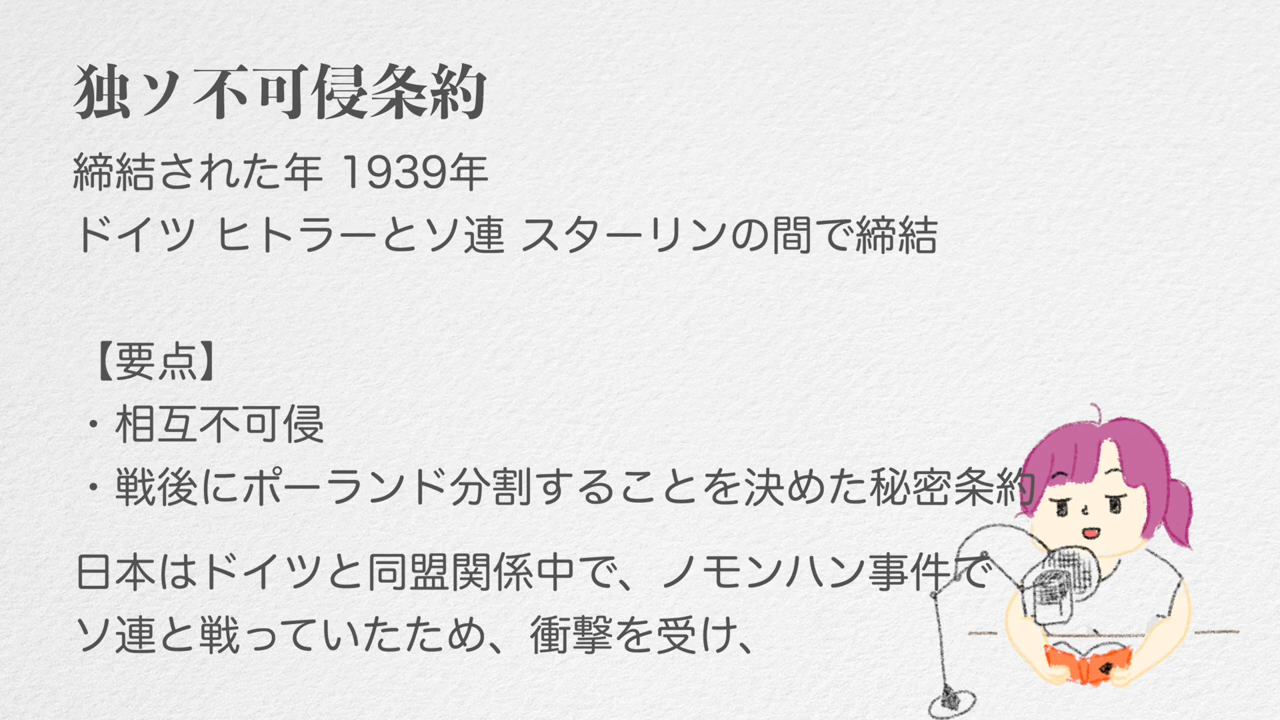 独ソ不可侵条約
締結された年 1939年
ドイツ ヒトラーとソ連 スターリンの間で締結
【要点】
・相互不可侵
・戦後にポーランド分割することを決めた秘密条約
日本はドイツと同盟関係中で、ノモンハン事件で
ソ連と戦っていたため、衝撃を受け、